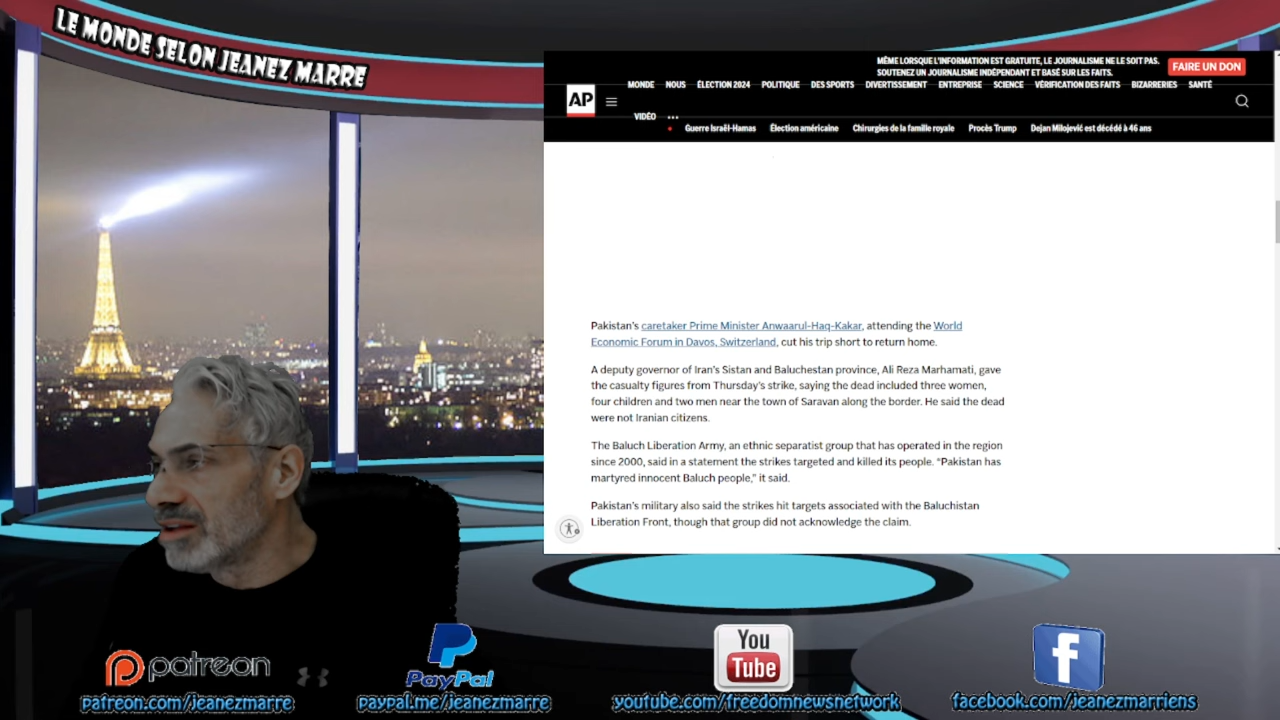 LE MONDE SELON JEANEZ MARRE
MÊME LORSQUE L'INFORMATION EST GRATUITE, LE JOURNALISME NE LE SOIT PAS.
SOUTENEZ UN JOURNALISME INDÉPENDANT ET BASÉ SUR LES FAITS.
FAIRE UN DON
AP
MONDE NOUS ÉLECTION 2024 POLITIQUE DES SPORTS DIVERTISSEMENT ENTREPRISE SCIENCE VÉRIFICATION DES FAITS BIZARRERIES SANTÉ
VIDÉO ...
Guerre Israël-Hamas Élection américaine Chirurgies de la famille royale Procès Trump Dejan Milojević est décédé à 46 ans
Pakistan's caretaker Prime Minister Anwaarul-Haq-Kakar, attending the World
Economic Forum in Davos, Switzerland, cut his trip short to return home.
A deputy governor of Iran's Sistan and Baluchestan province, Ali Reza Marhamati, gave
the casualty figures from Thursday's strike, saying the dead included three women,
four children and two men near the town of Saravan along the border. He said the dead
were not Iranian citizens.
The Baluch Liberation Army, an ethnic separatist group that has operated in the region
since 2000, said in a statement the strikes targeted and killed its people. "Pakistan has
martyred innocent Baluch people," it said.
Pakistan's military also said the strikes hit targets associated with the Baluchistan
Liberation Front, though that group did not acknowledge the claim.
patreon
PayPal
You
Tube
f
patreon.com/jeanezmarre
paypal.me/jeanezmarre
youtube.com/freedomnewsnetwork
facebook.com/jeanezmarriens